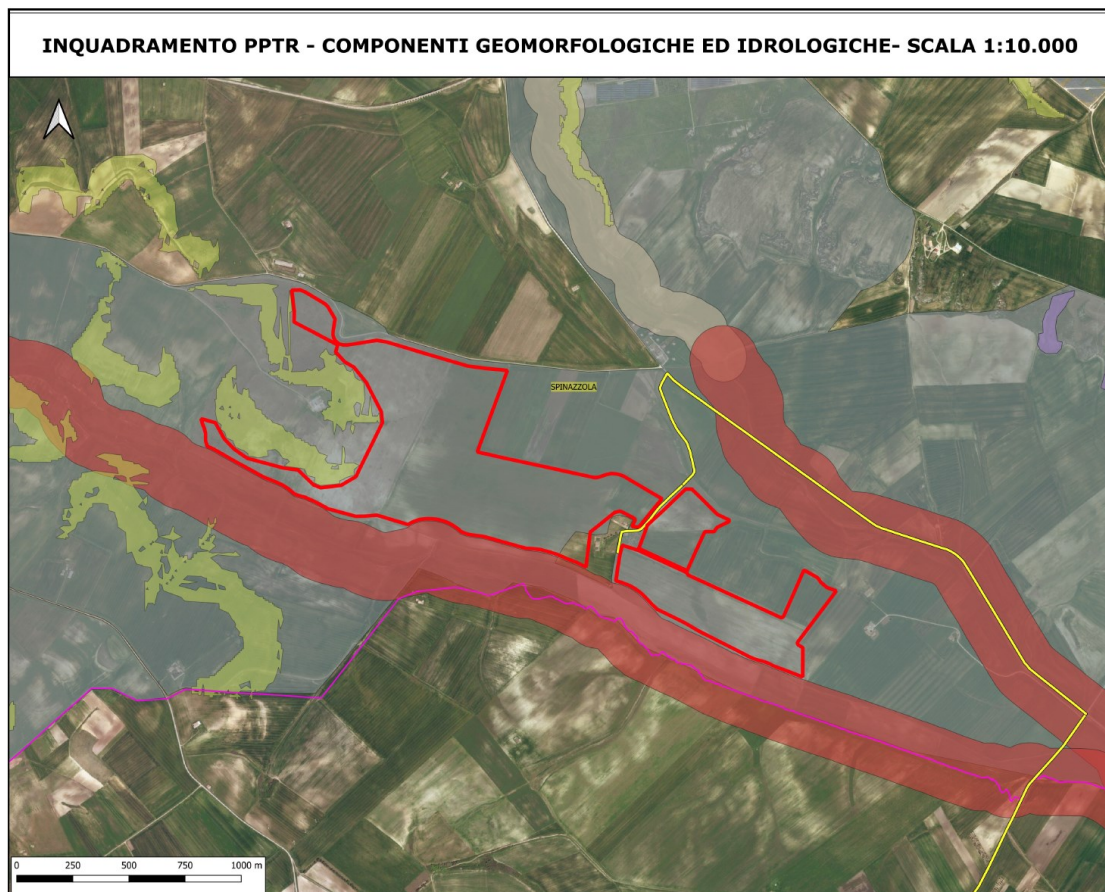 INQUADRAMENTO PPTR - COMPONENTI GEOMORFOLOGICHE ED IDROLOGICHE- SCALA 1:10.000
SPINAZZOLA
0 250 500 750 1000 m